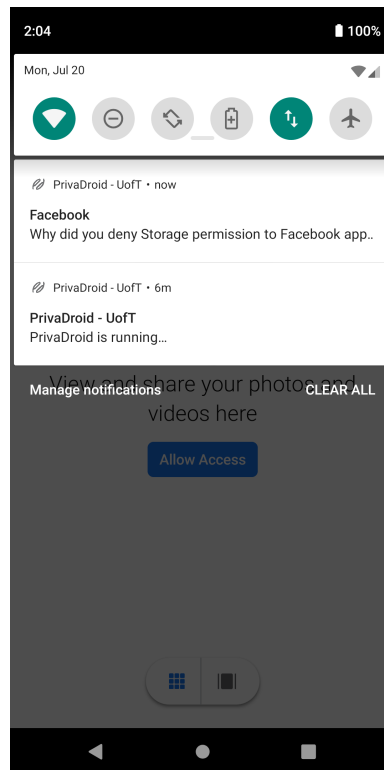 2:04
100%
Mon, Jul 20
PrivaDroid - UofT • now
Facebook
Why did you deny Storage permission to Facebook app..
PrivaDroid - UofT • 6m
PrivaDroid - UofT
PrivaDroid is running...
View and share your photos and
Manage notifications
CLEAR ALL
videos here
Allow Access